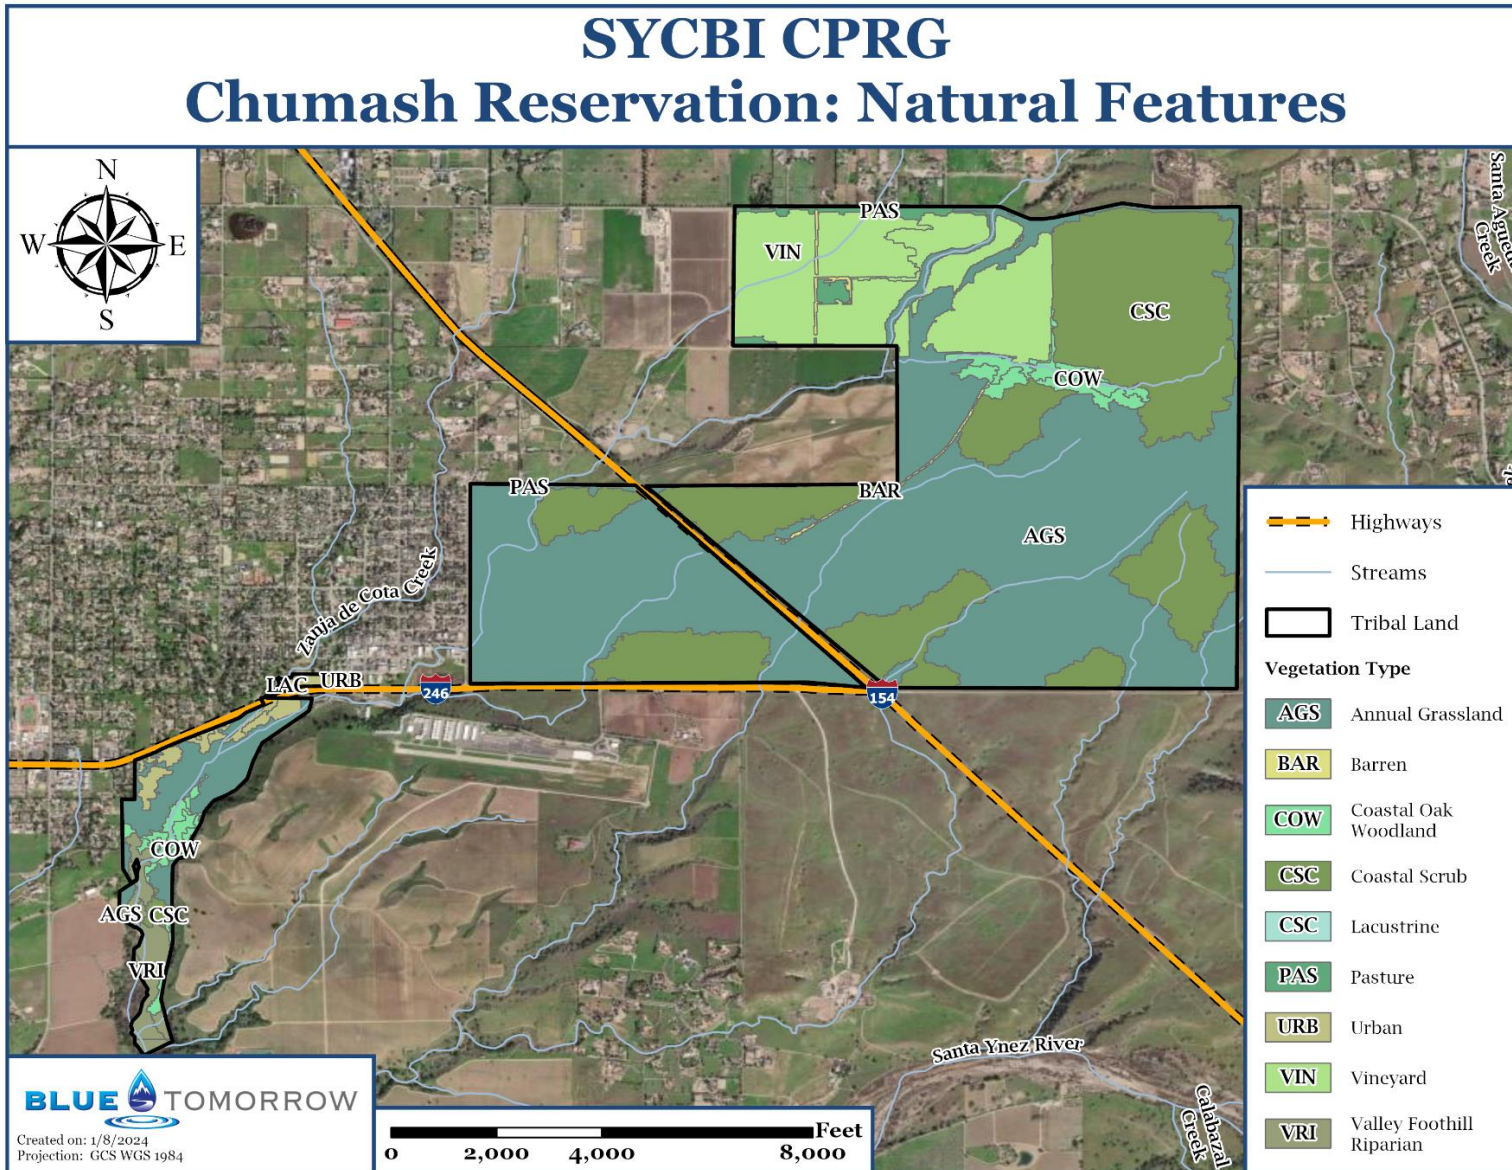 SYCBI CPRG
Chumash Reservation: Natural Features
N
W E
S
Santa Agueda
Creek
PAS
VIN
CSC
COW
PAS
BAR
AGS
Zanja de Cota Creek
LAC URB
246
154
COW
AGS CSC
VRI
Santa Ynez River
Calabazal
Creek
Highways
Streams
Tribal Land
Vegetation Type
AGS Annual Grassland
BAR Barren
COW Coastal Oak
Woodland
CSC Coastal Scrub
CSC Lacustrine
PAS Pasture
URB Urban
VIN Vineyard
VRI Valley Foothill
Riparian
BLUE TOMORROW
Created on: 1/8/2024
Projection: GCS WGS 1984
Feet
0 2,000 4,000 8,000